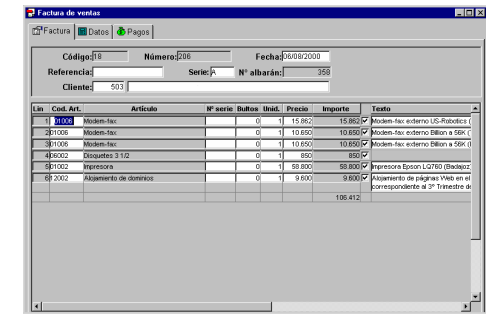 Factura de ventas
Factura Datos Pagos
Código: 18 Número: 206 Fecha: 06/08/2000
Referencia: Serie: A Nº albarán: 358
Cliente: 503
Lin Cod. Art. Artículo Nº serie Bultos Unid. Precio Importe Texto
1 01006 Modem-fax 0 1 15.862 15.862 Modem-fax externo US-Robotics (
2 01006 Modem-fax 0 1 10.650 10.650 Modem-fax externo Billion a 56K (
3 01006 Modem-fax 0 1 10.650 10.650 Modem-fax externo Billion a 56K (
4 06002 Disquetes 3 1/2 0 1 850 850
5 01002 Impresora 0 1 58.800 58.800 Impresora Epson LQ760 (Badajoz)
6 12002 Alojamiento de dominios 0 1 9.600 9.600 Alojamiento de páginas Web en el
correspondiente al 3º Trimestre de
106.412